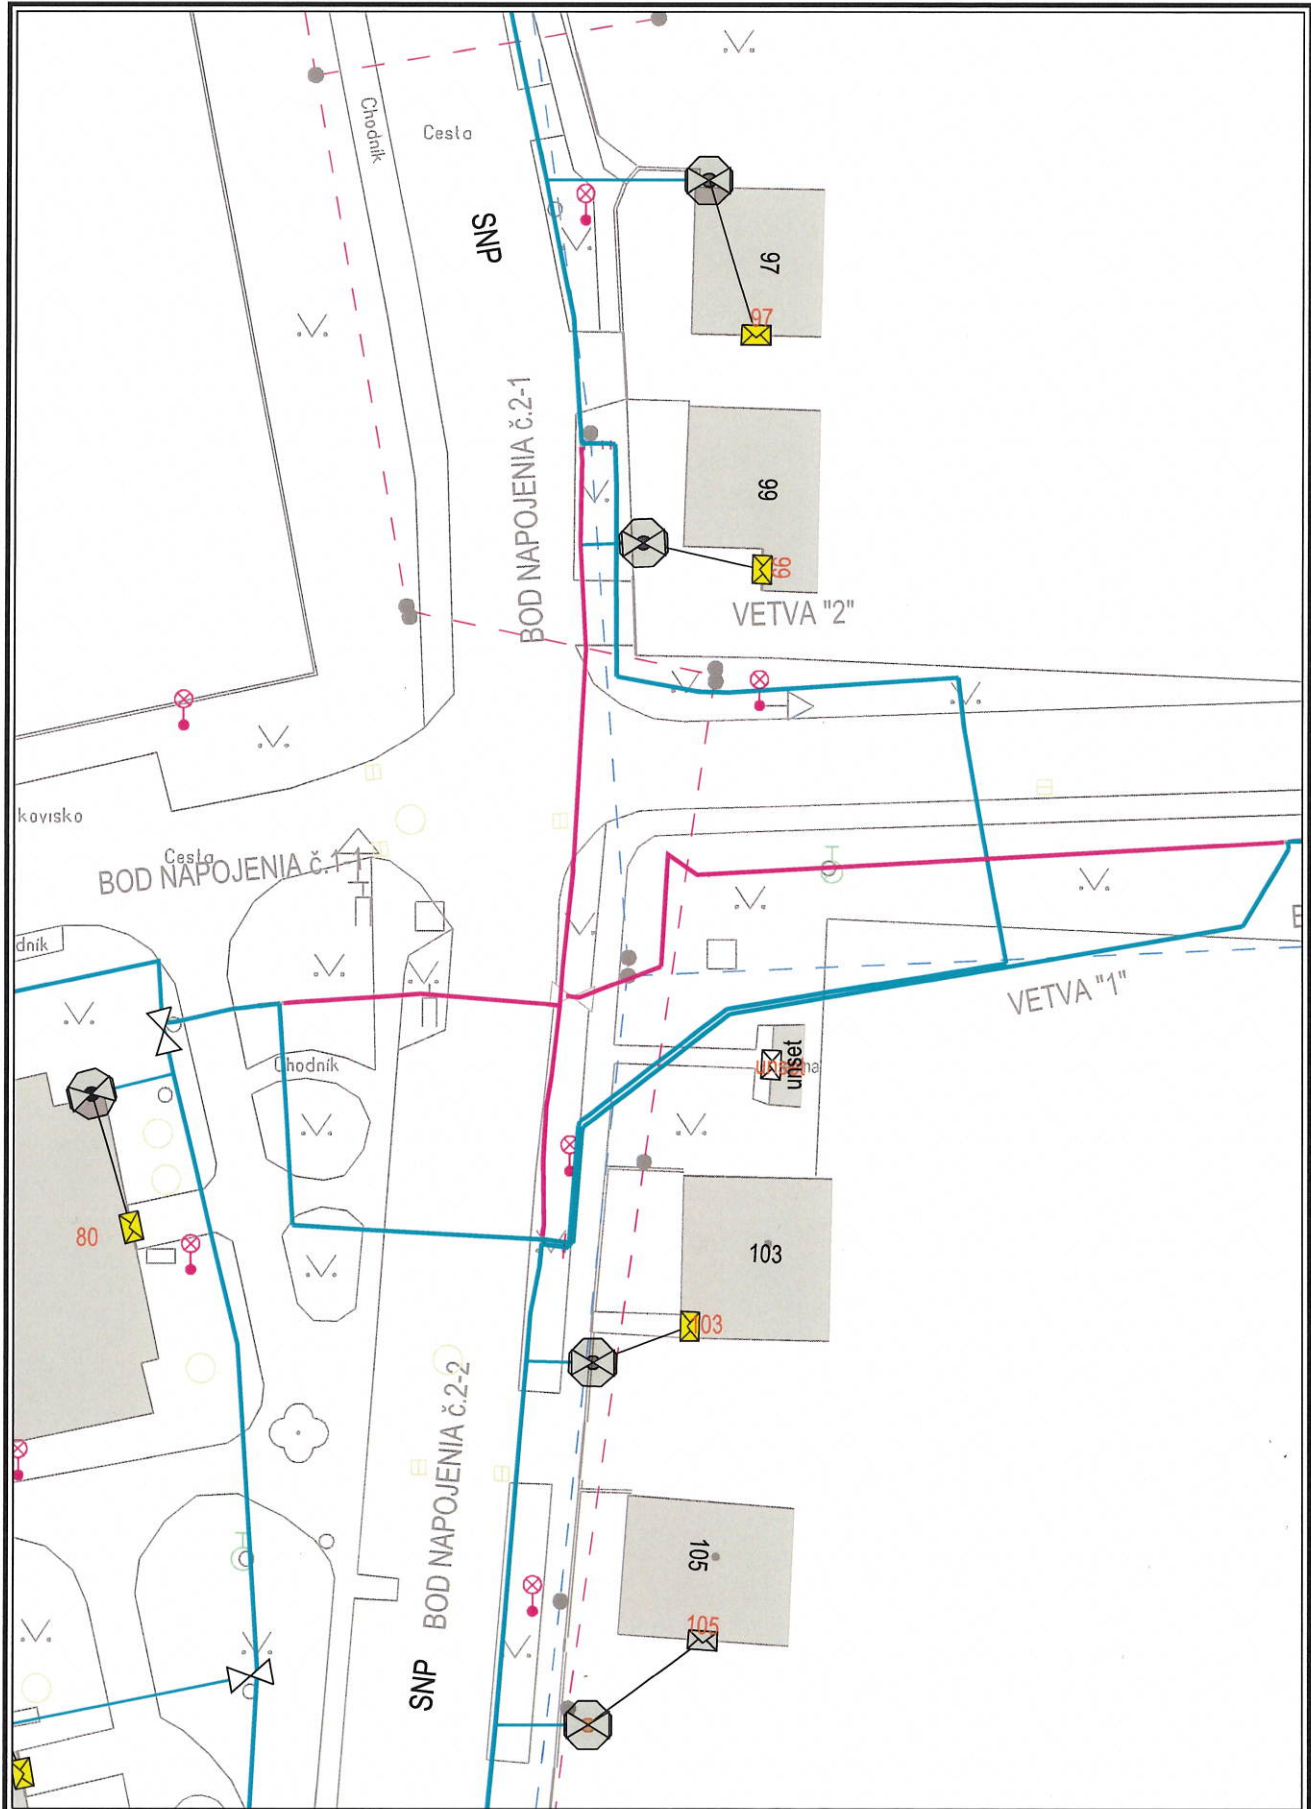 Chodník
Cesta
SNP
97
97
BOD NAPOJENIA č.2-1
99
99
VETVA "2"
kovisko
Cesta
BOD NAPOJENIA č.1-1
dník
VETVA "1"
Chodník
unset
80
103
103
BOD NAPOJENIA č.2-2
105
105
SNP